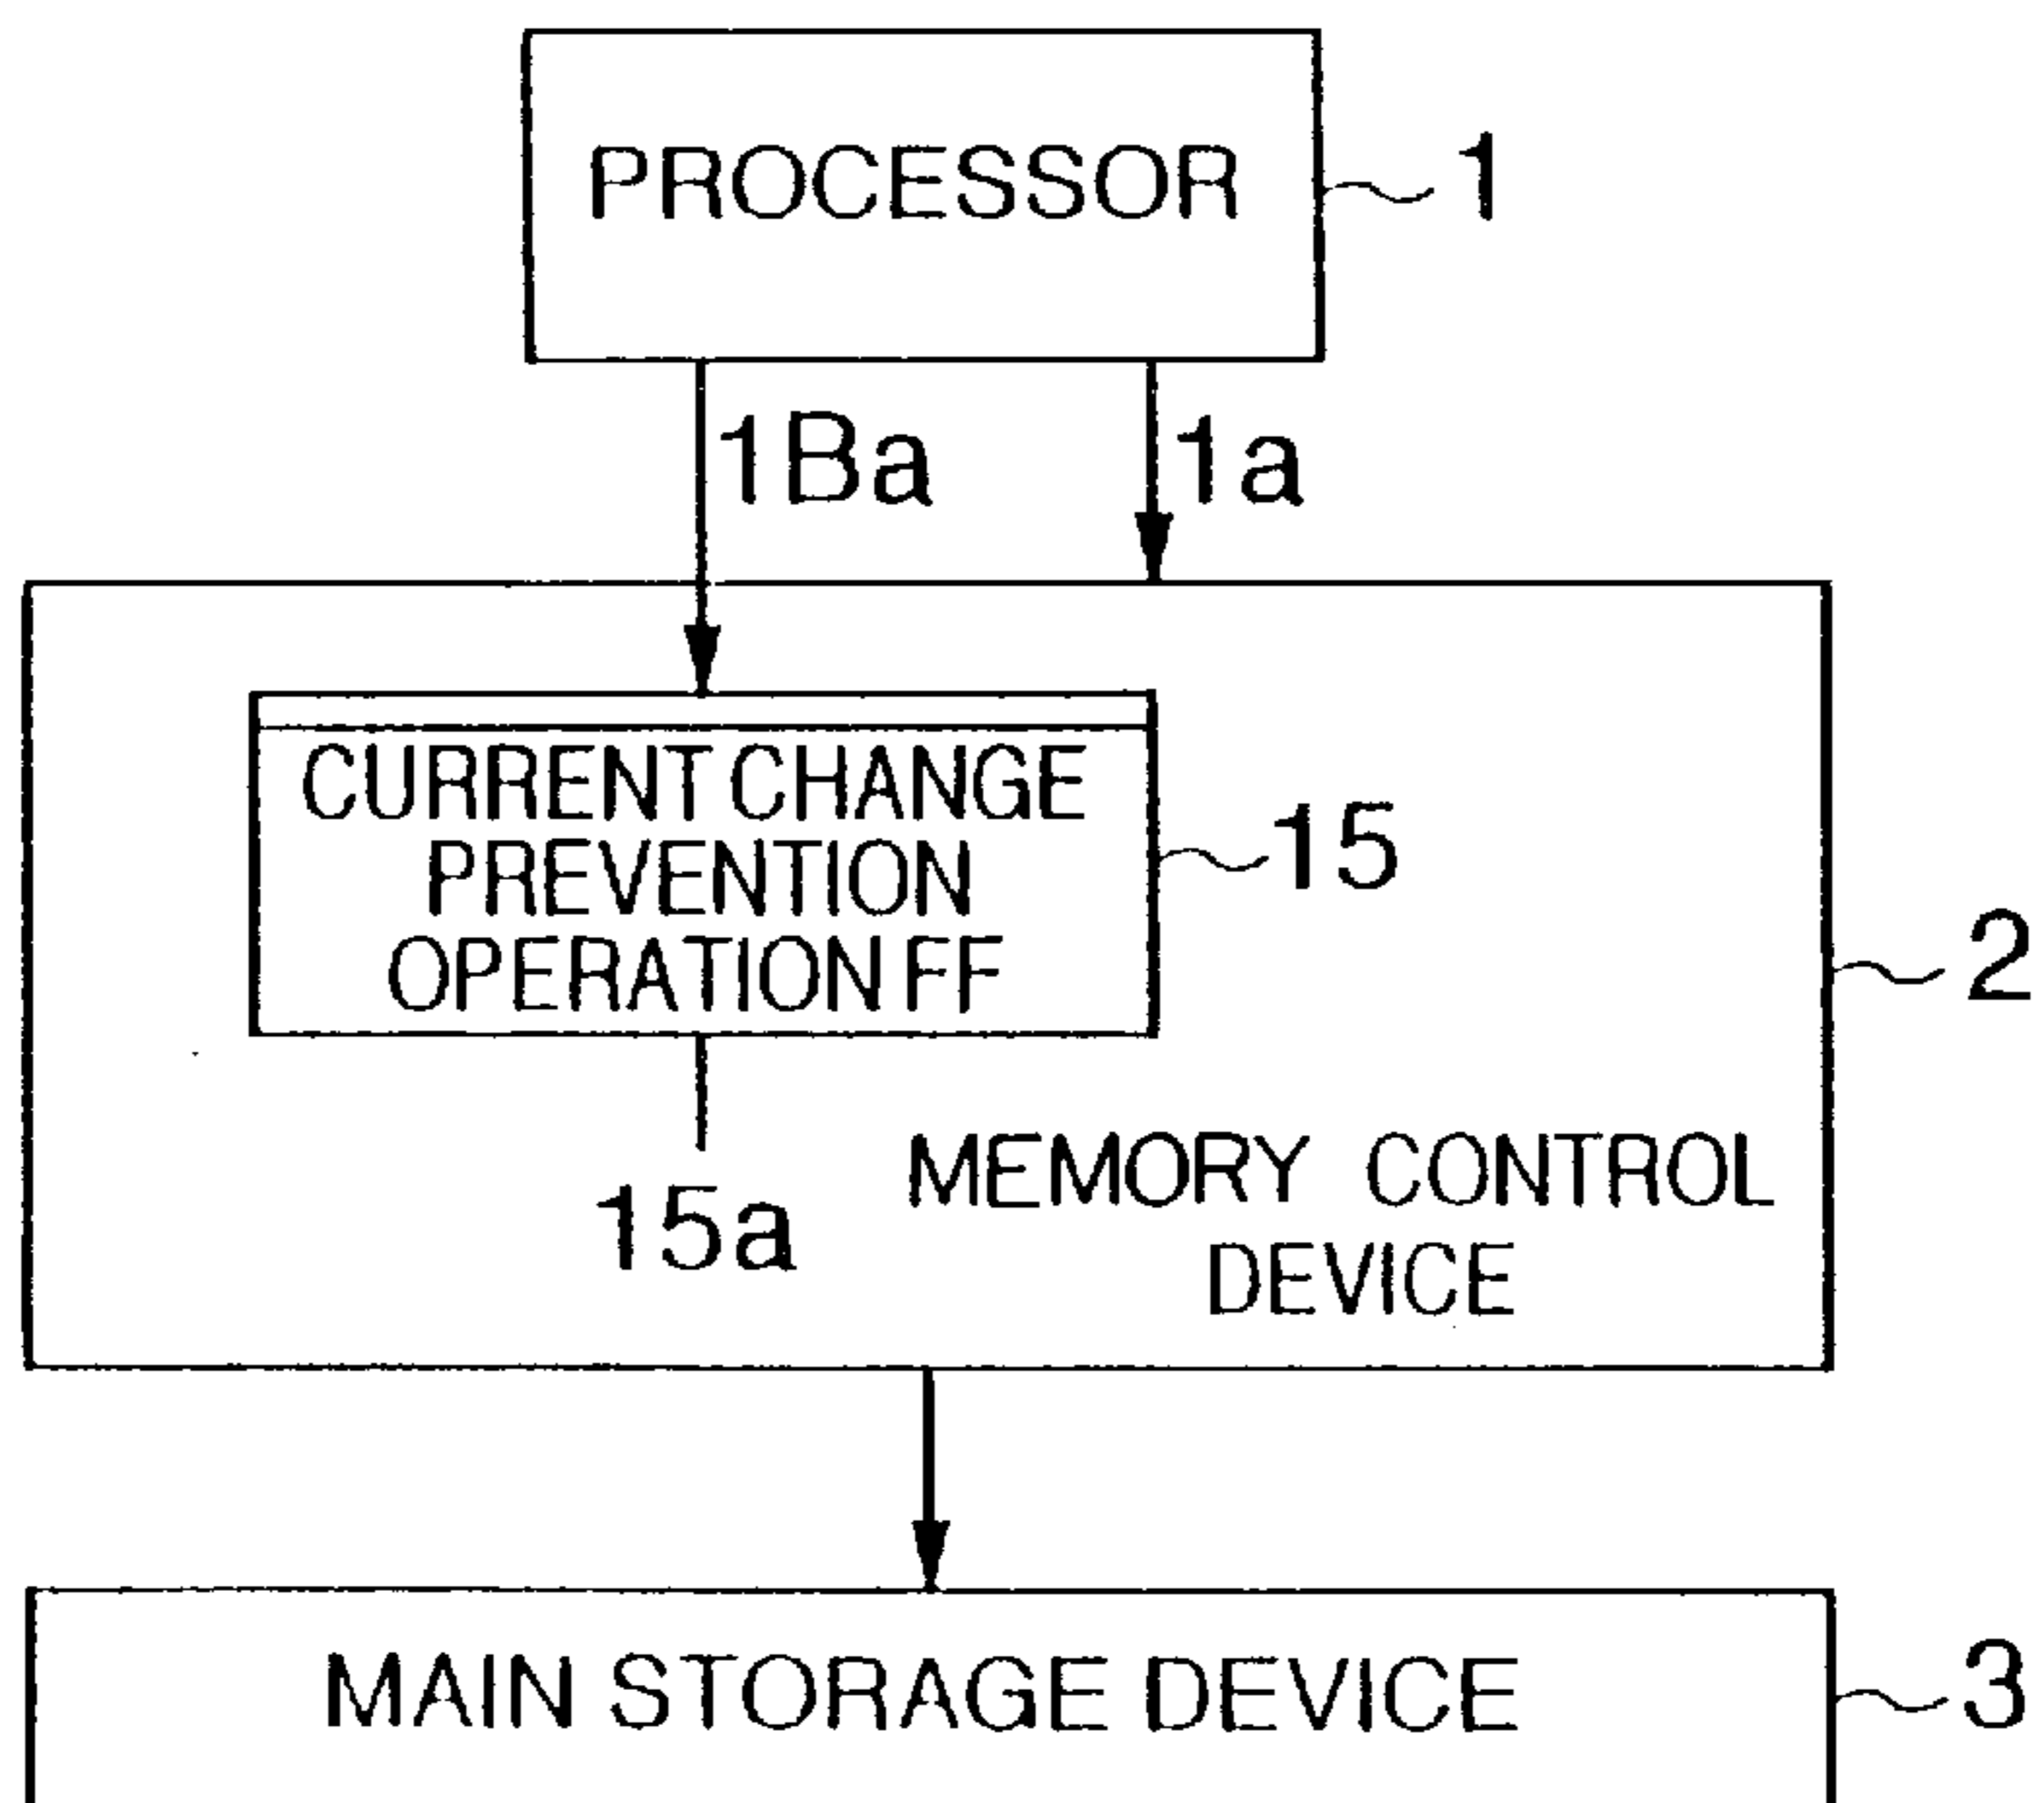 PROCESSOR
1
1Ba
1a
CURRENT CHANGE
PREVENTION
OPERATION FF
15
2
15a
MEMORY CONTROL
DEVICE
MAIN STORAGE DEVICE
3